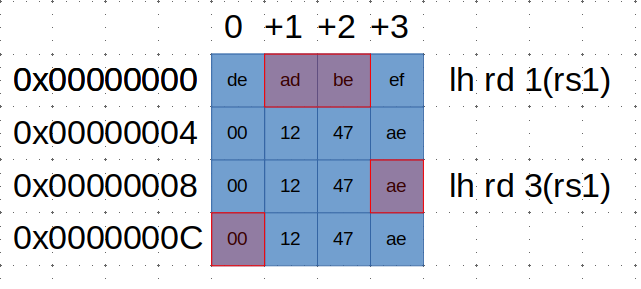 0 +1 +2 +3
0x00000000 de ad be ef lh rd 1(rs1)
0x00000004 00 12 47 ae
0x00000008 00 12 47 ae lh rd 3(rs1)
0x0000000C 00 12 47 ae